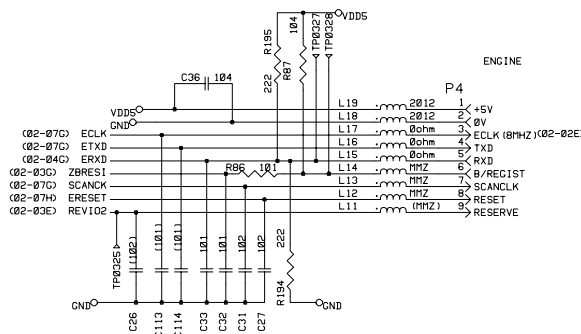 VDD5
R195
104
TP0327
TP0328
ENGINE
C36 104
222
R87
P4
VDD5
L19 2012 1 +5V
GND
L18 2012 2 0V
(02-07G) ECLK
L17 0ohm 3 ECLK(8MHZ)(02-02E)
(02-07G) ETXD
L16 0ohm 4 TXD
(02-04G) ERXD
L15 0ohm 5 RXD
(02-03G) ZBRESI
R86 101
L14 MMZ 6 B/REGIST
(02-07G) SCANCK
L13 MMZ 7 SCANCLK
(02-07H) ERESET
L12 MMZ 8 RESET
(02-03E) REVIO2
L11 (MMZ) 9 RESERVE
TP0325
(102)
(101)
(101)
101
101
102
102
222
R194
GND
GND
C26
C113
C114
C33
C32
C31
C27